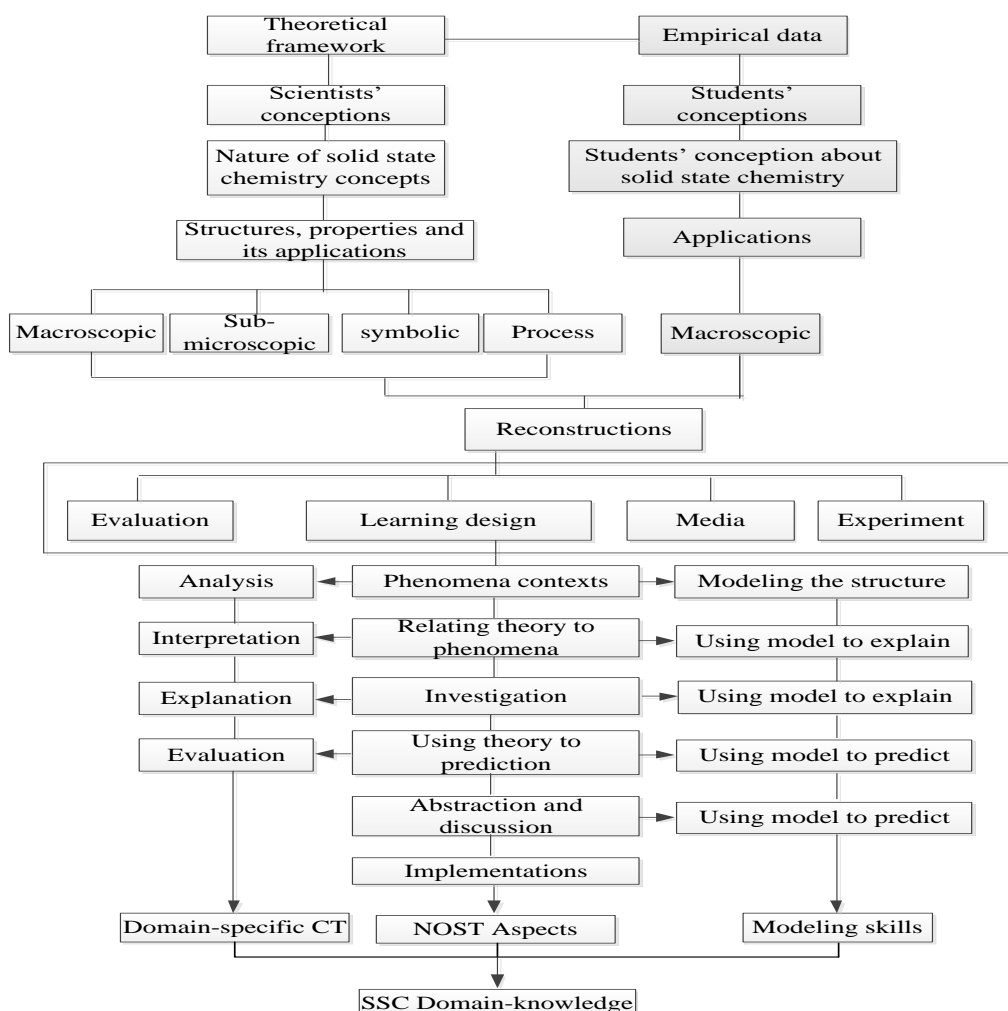 Theoretical
framework
Empirical data
Scientists’
conceptions
Students’
conceptions
Nature of solid state
chemistry concepts
Students’ conception about
solid state chemistry
Structures, properties and
its applications
Applications
Macroscopic
Sub-
microscopic
symbolic
Process
Macroscopic
Reconstructions
Evaluation
Learning design
Media
Experiment
Analysis
Phenomena contexts
Modeling the structure
Interpretation
Relating theory to
phenomena
Using model to explain
Explanation
Investigation
Using model to explain
Evaluation
Using theory to
prediction
Using model to predict
Abstraction and
discussion
Using model to predict
Implementations
Domain-specific CT
NOST Aspects
Modeling skills
SSC Domain-knowledge